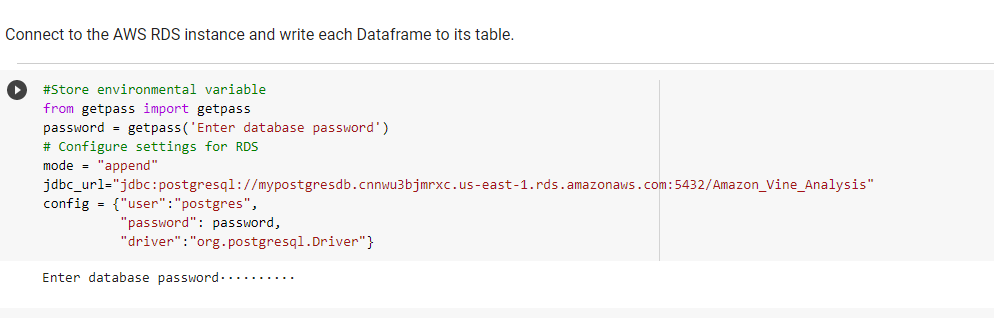 Connect to the AWS RDS instance and write each Dataframe to its table.
#Store environmental variable
from getpass import getpass
password = getpass('Enter database password')
# Configure settings for RDS
mode = "append"
jdbc_url="jdbc:postgresql://mypostgresdb.cnnwu3bjmrxc.us-east-1.rds.amazonaws.com:5432/Amazon_Vine_Analysis"
config = {"user":"postgres",
"password": password,
"driver":"org.postgresql.Driver"}
Enter database password··········